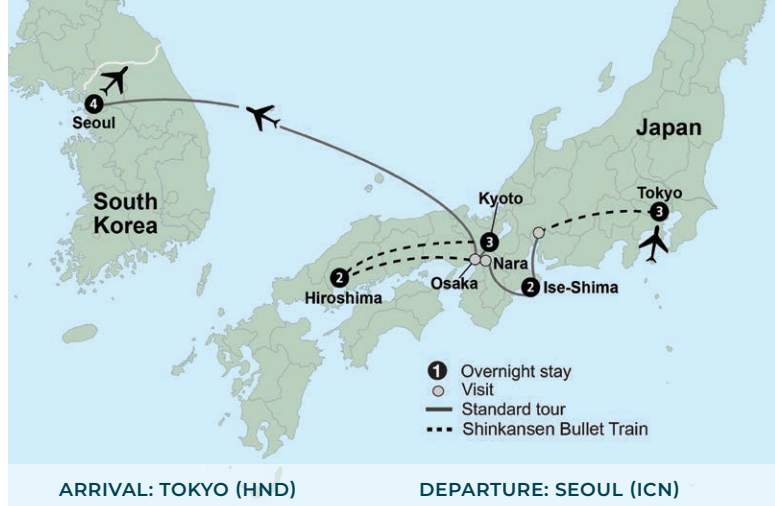 4
Seoul
South
Korea
Japan
Kyoto
3
Tokyo
3
Nara
Osaka
2
Hiroshima
2
Ise-Shima
1
Overnight stay
Visit
Standard tour
Shinkansen Bullet Train
ARRIVAL: TOKYO (HND)
DEPARTURE: SEOUL (ICN)